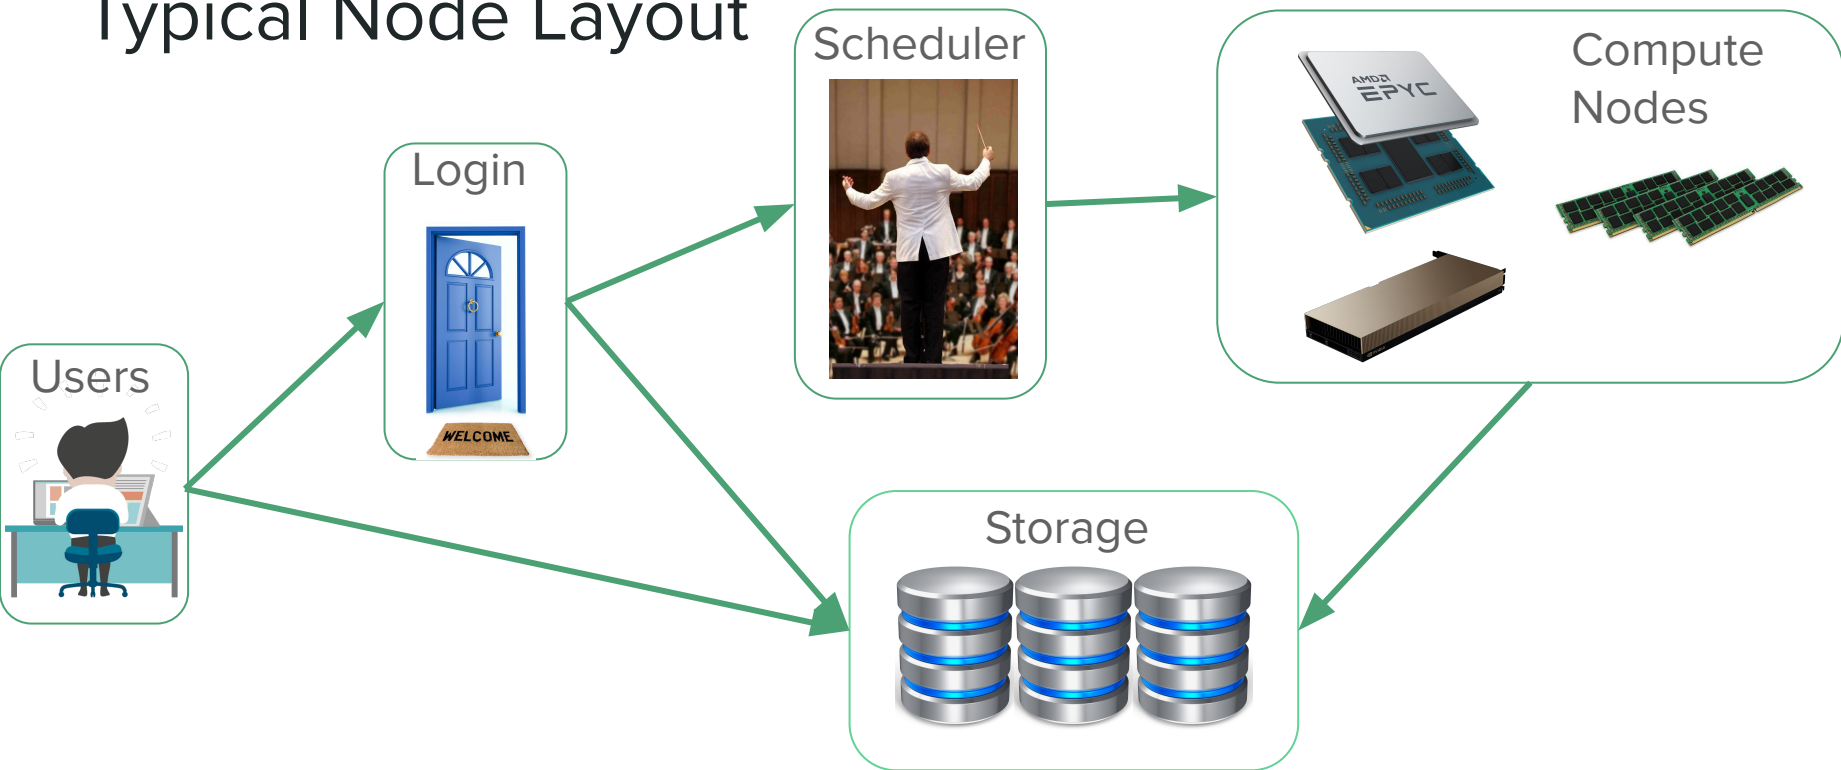 Typical Node Layout
Scheduler
Compute
Nodes
AMD
EPYC
Login
WELCOME
Users
Storage